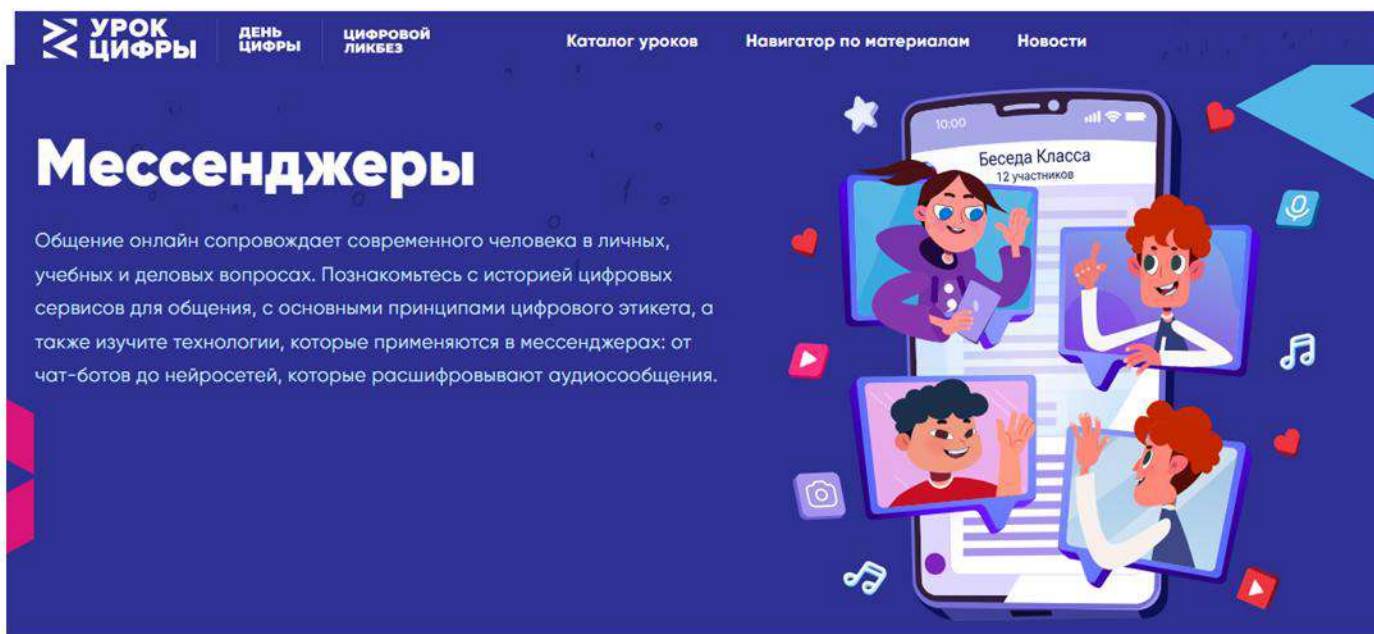 УРОК
ЦИФРЫ
ДЕНЬ
ЦИФРЫ
ЦИФРОВОЙ
ЛИКБЕЗ
Каталог уроков
Навигатор по материалам
Новости
Мессенджеры
Общение онлайн сопровождает современного человека в личных,
учебных и деловых вопросах. Познакомьтесь с историей цифровых
сервисов для общения, с основными принципами цифрового этикета, а
также изучите технологии, которые применяются в мессенджерах: от
чат-ботов до нейросетей, которые расшифровывают аудиосообщения.
10:00
Беседа Класса
12 участников